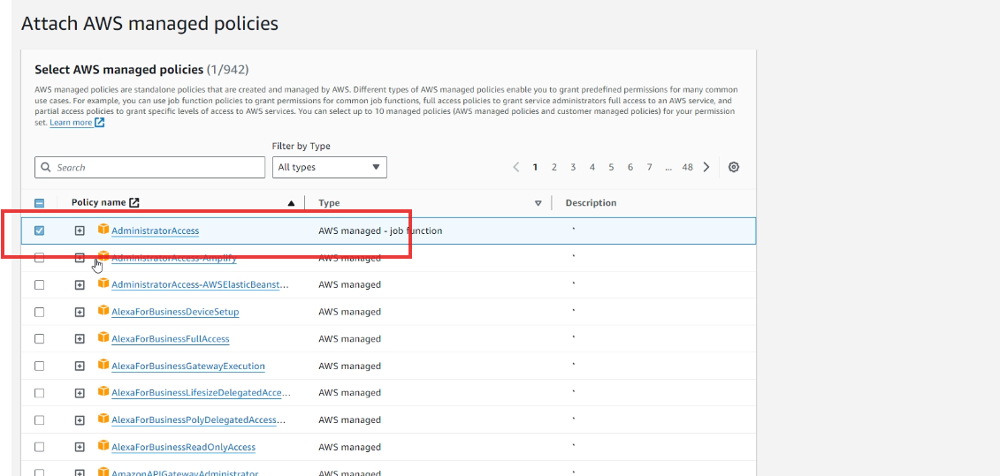 Attach AWS managed policies
Select AWS managed policies (1/942)
AWS managed policies are standalone policies that are created and managed by AWS. Different types of AWS managed policies enable you to grant predefined permissions for many common
use cases. For example, you can use job function policies to grant permissions for common job functions, full access policies to grant service administrators full access to an AWS service, and
partial access policies to grant specific levels of access to AWS services. You can select up to 10 managed policies (AWS managed policies and customer managed policies) for your permission
set. Learn more
Filter by Type
Search All types 1 2 3 4 5 6 7 ... 48
Policy name Type Description
AdministratorAccess AWS managed - job function -
AdministratorAccess-Amplify AWS managed -
AdministratorAccess-AWSElasticBeanst... AWS managed -
AlexaForBusinessDeviceSetup AWS managed -
AlexaForBusinessFullAccess AWS managed -
AlexaForBusinessGatewayExecution AWS managed -
AlexaForBusinessLifesizeDelegatedAcce... AWS managed -
AlexaForBusinessPolyDelegatedAccess... AWS managed -
AlexaForBusinessReadOnlyAccess AWS managed -
AmazonAPIGatewayAdministrator AWS managed -